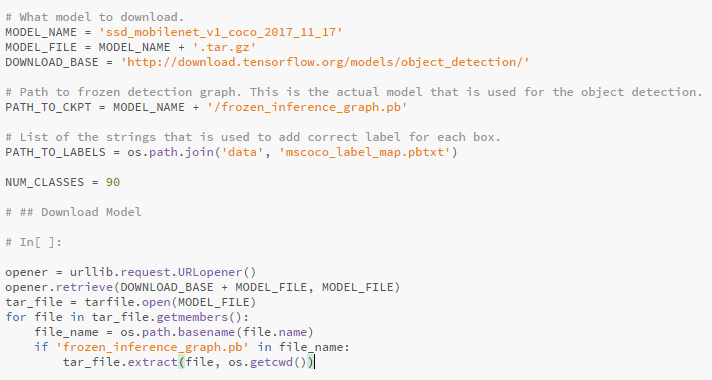 # What model to download.
MODEL_NAME = 'ssd_mobilenet_v1_coco_2017_11_17'
MODEL_FILE = MODEL_NAME + '.tar.gz'
DOWNLOAD_BASE = 'http://download.tensorflow.org/models/object_detection/'

# Path to frozen detection graph. This is the actual model that is used for the object detection.
PATH_TO_CKPT = MODEL_NAME + '/frozen_inference_graph.pb'

# List of the strings that is used to add correct label for each box.
PATH_TO_LABELS = os.path.join('data', 'mscoco_label_map.pbtxt')

NUM_CLASSES = 90

# ## Download Model

# In[ ]:

opener = urllib.request.URLopener()
opener.retrieve(DOWNLOAD_BASE + MODEL_FILE, MODEL_FILE)
tar_file = tarfile.open(MODEL_FILE)
for file in tar_file.getmembers():
    file_name = os.path.basename(file.name)
    if 'frozen_inference_graph.pb' in file_name:
        tar_file.extract(file, os.getcwd())